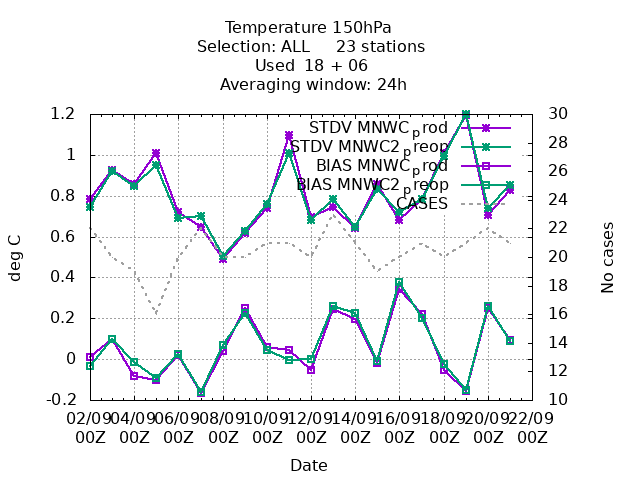 Temperature 150hPa
Selection: ALL     23 stations
Used  18 + 06
Averaging window: 24h
STDV MNWCprod
STDV MNWC2preop
BIAS MNWCprod
BIAS MNWC2preop
CASES
1.2
1
0.8
0.6
0.4
0.2
0
-0.2
30
28
26
24
22
20
18
16
14
12
10
deg C
No cases
02/09 04/09 06/09 08/09 10/09 12/09 14/09 16/09 18/09 20/09 22/09
00Z 00Z 00Z 00Z 00Z 00Z 00Z 00Z 00Z 00Z 00Z
Date